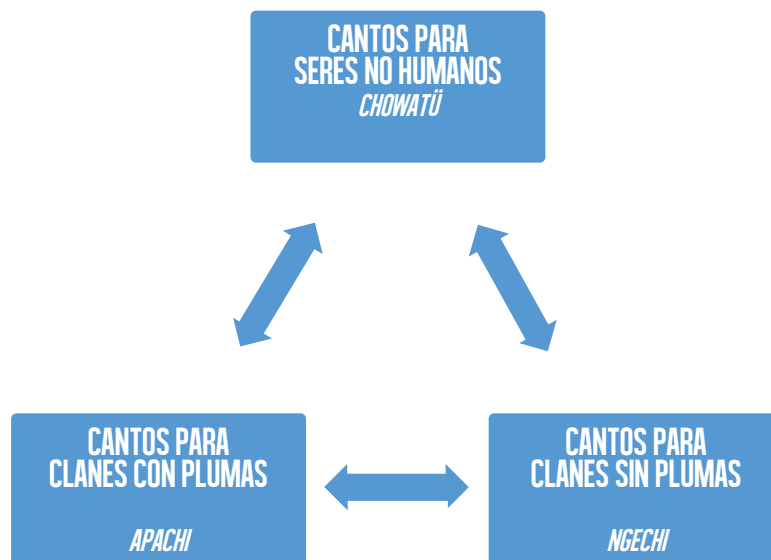 CANTOS PARA
SERES NO HUMANOS
CHOWATÜ
CANTOS PARA
CLANES CON PLUMAS
APACHI
CANTOS PARA
CLANES SIN PLUMAS
NGECHI